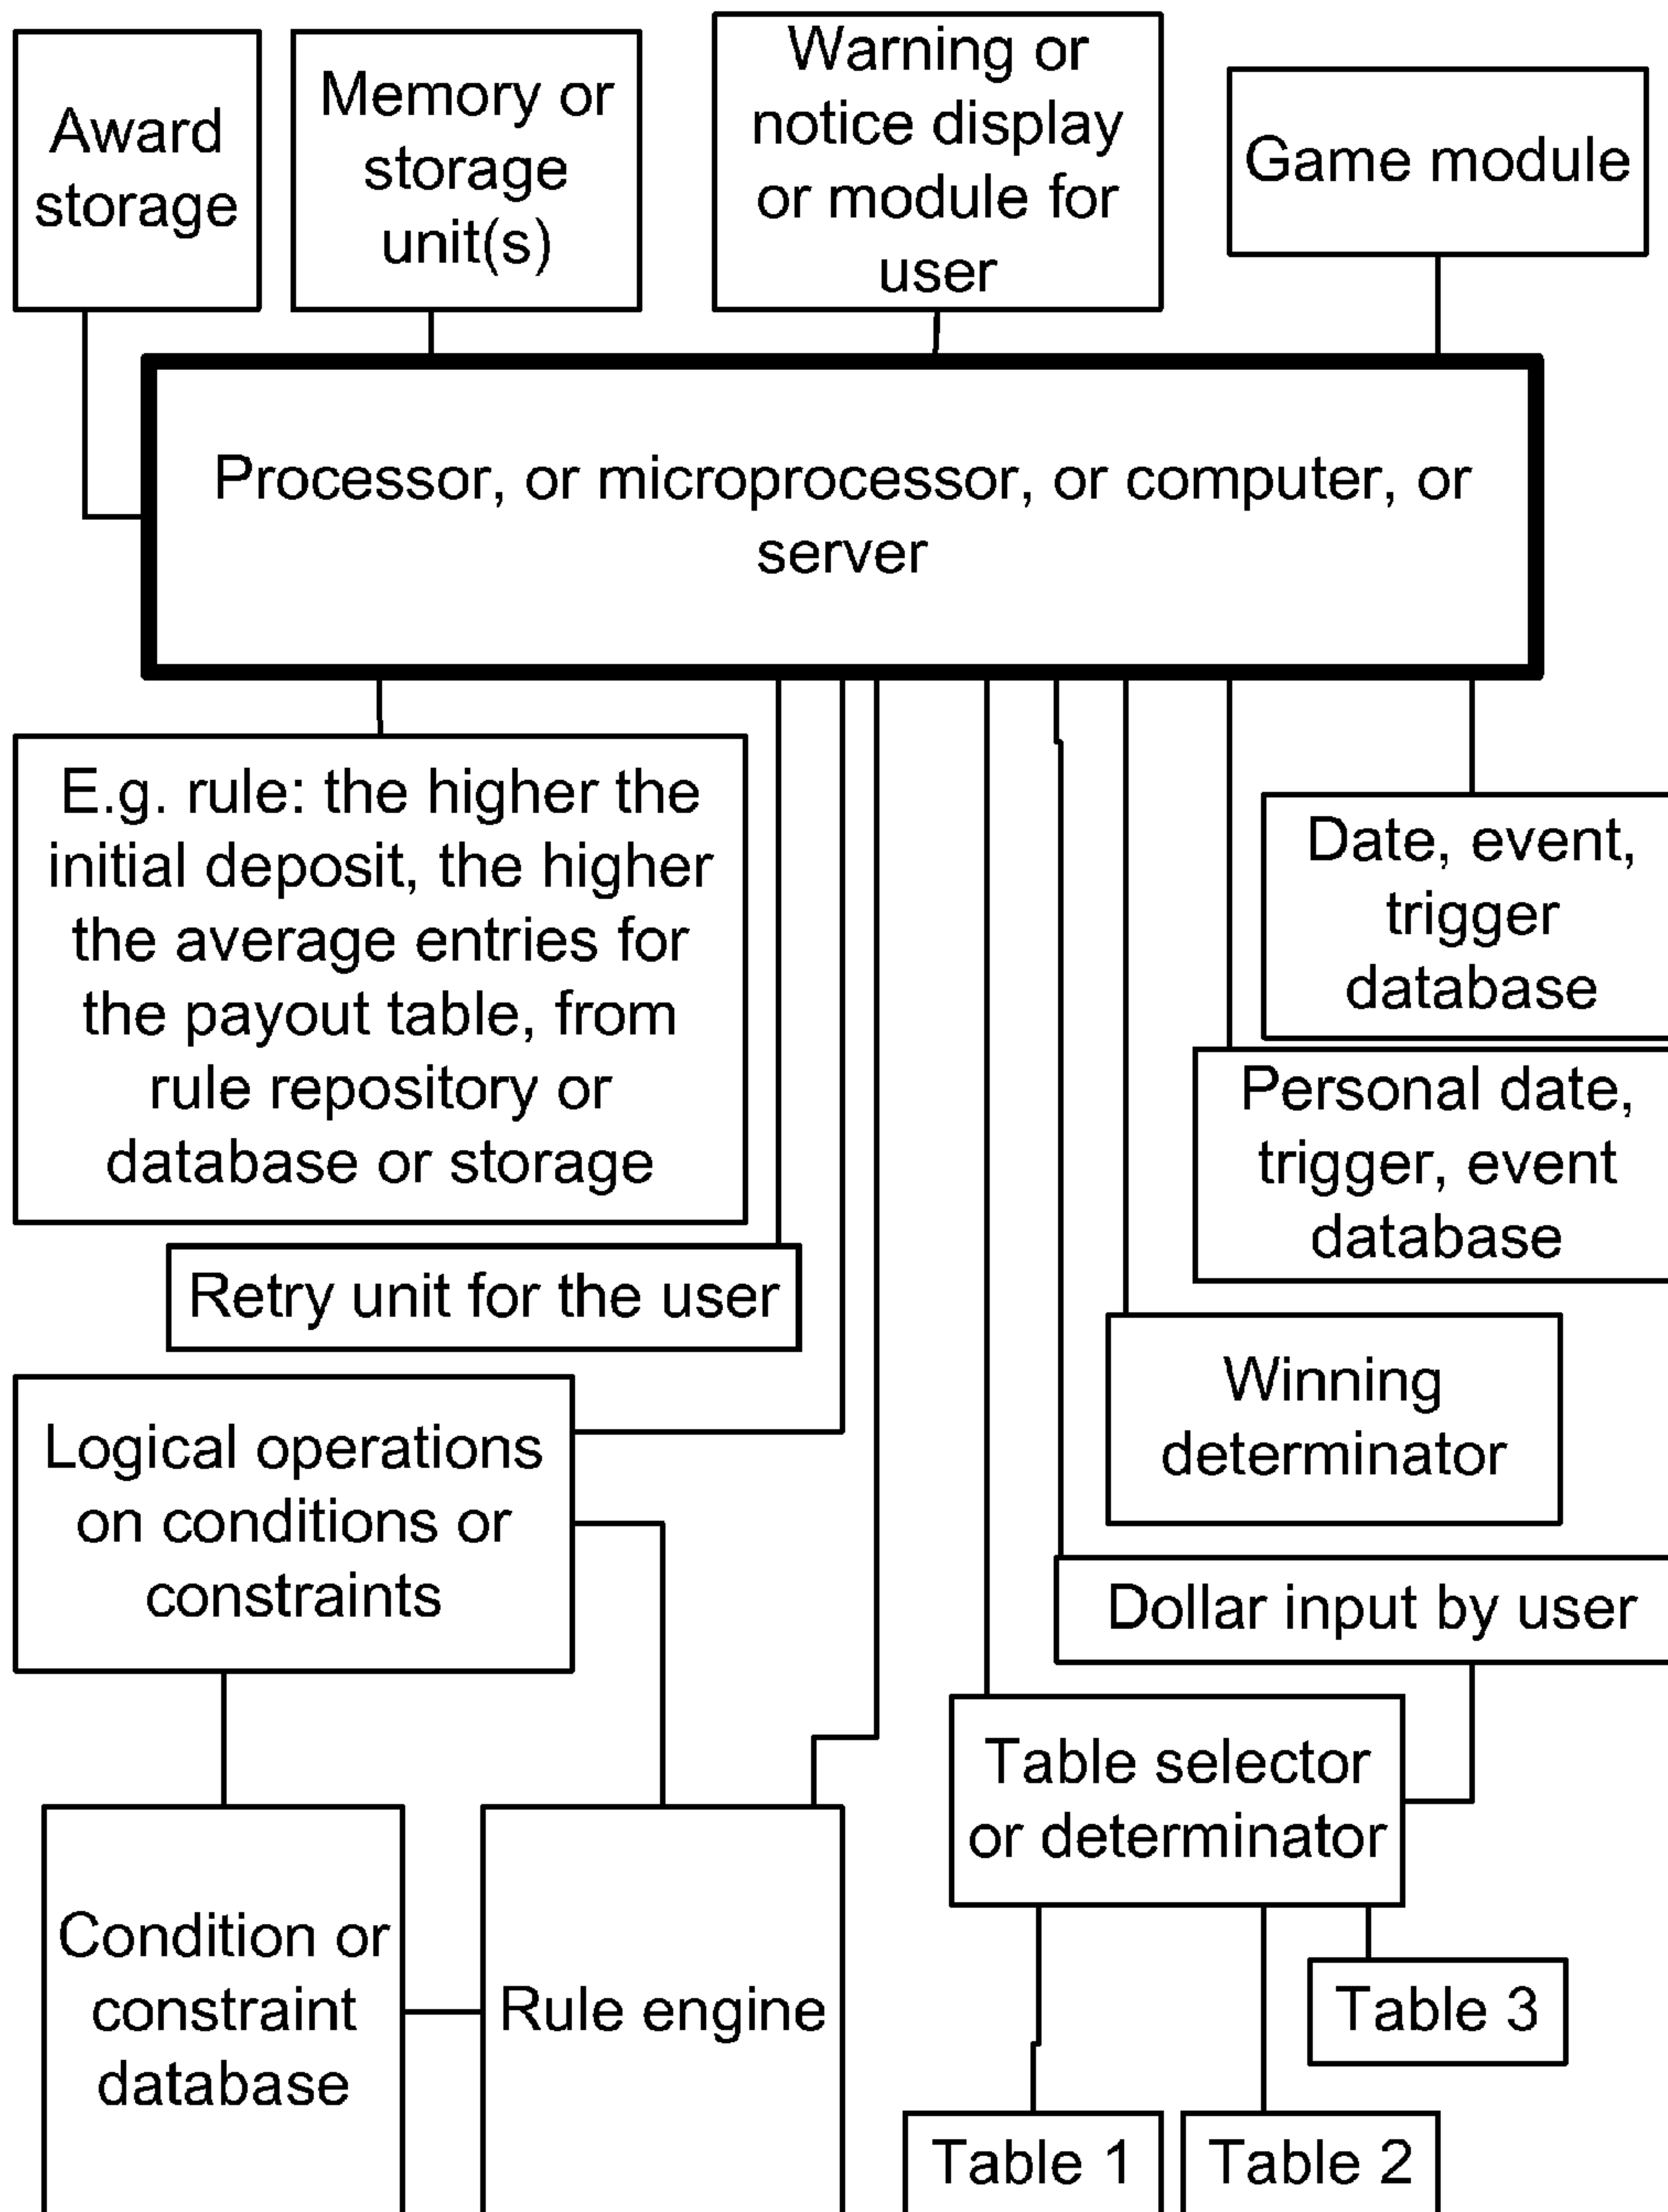 Award
storage
Memory or
storage
unit(s)
Warning or
notice display
or module for
user
Game module
Processor, or microprocessor, or computer, or
server
E.g. rule: the higher the
initial deposit, the higher
the average entries for
the payout table, from
rule repository or
database or storage
Date, event,
trigger
database
Personal date,
trigger, event
database
Retry unit for the user
Winning
determinator
Logical operations
on conditions or
constraints
Dollar input by user
Table selector
or determinator
Condition or
constraint
database
Rule engine
Table 3
Table 1
Table 2